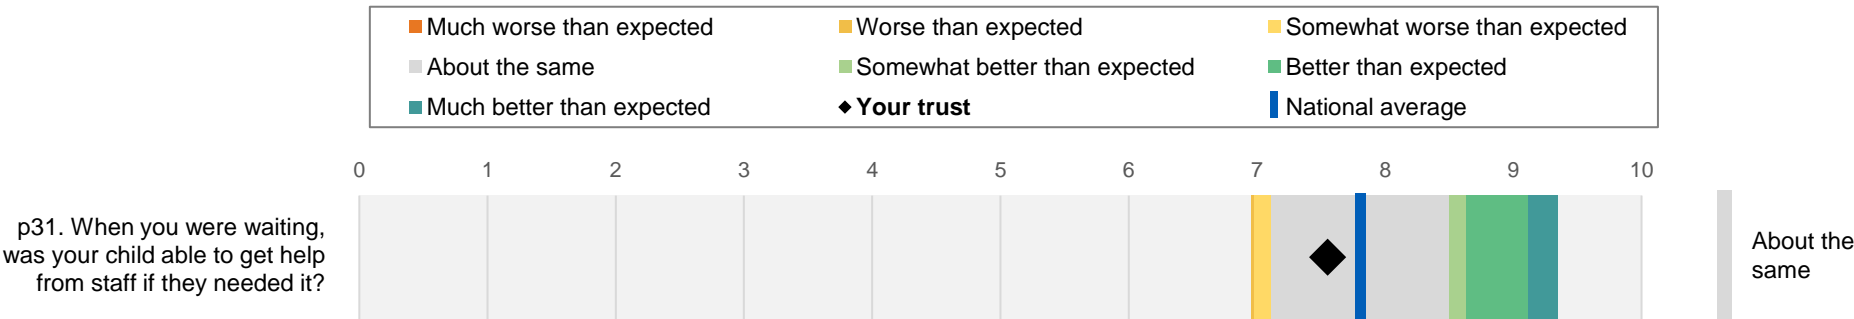 Much worse than expected
Worse than expected
Somewhat worse than expected
About the same
Somewhat better than expected
Better than expected
Much better than expected
Your trust
National average
0 1 2 3 4 5 6 7 8 9 10
p31. When you were waiting,
was your child able to get help
from staff if they needed it?
About the
same